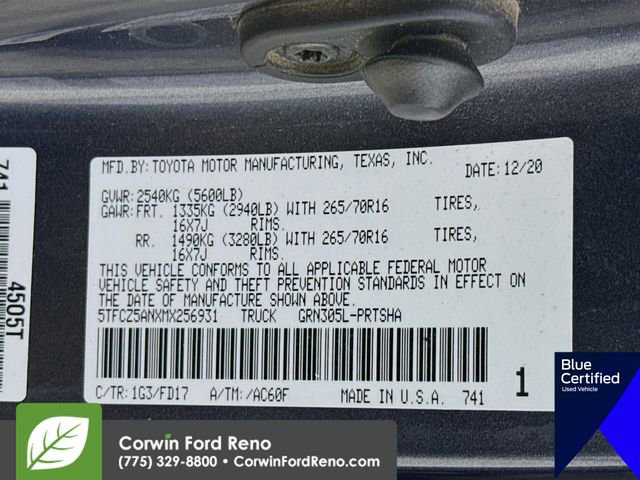 MFD.BY:TOYOTA MOTOR MANUFACTURING, TEXAS, INC. DATE:12/20
GVWR:2540KG (5600LB)
GAWR:FRT. 1335KG (2940LB) WITH 265/70R16 TIRES,
16X7J RIMS.
RR. 1490KG (3280LB) WITH 265/70R16 TIRES,
16X7J RIMS.
THIS VEHICLE CONFORMS TO ALL APPLICABLE FEDERAL MOTOR
VEHICLE SAFETY AND THEFT PREVENTION STANDARDS IN EFFECT ON
THE DATE OF MANUFACTURE SHOWN ABOVE.
5TFCZ5ANXMX256931 TRUCK GRN305L-PRTSHA
C/TR:1G3/FD17 A/TM:/AC60F MADE IN U.S.A. 741 1
741
4505T
Blue
Certified
Used Vehicle
Corwin Ford Reno
(775) 329-8800 • CorwinFordReno.com